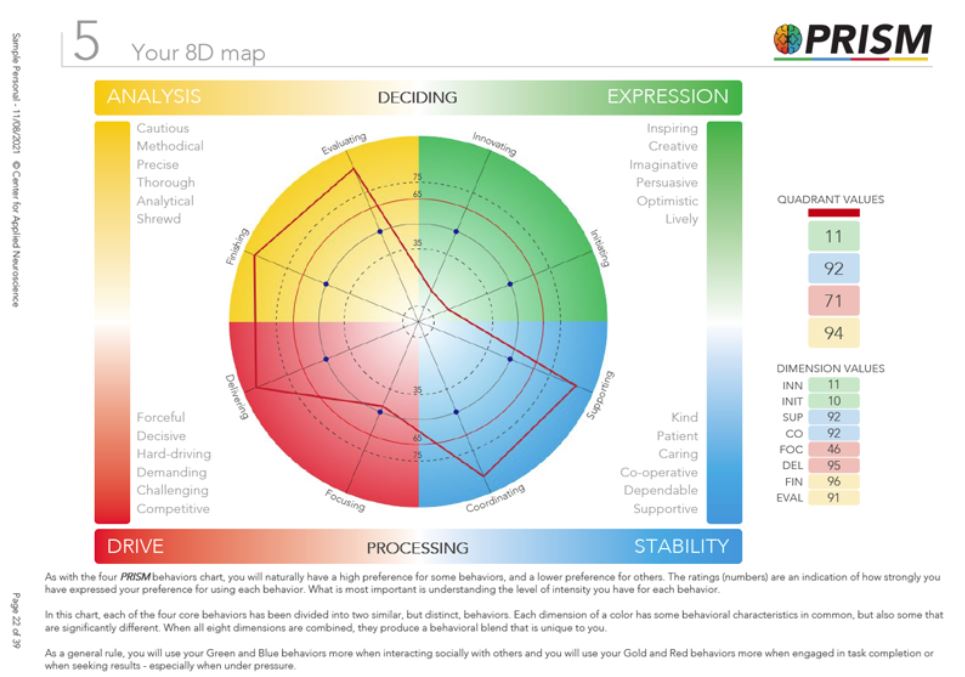 5 Your 8D map
PRISM
Sample Personal - 11/08/2021 © Center for Applied Neuroscience
ANALYSIS DECIDING EXPRESSION
Cautious
Methodical
Precise
Thorough
Analytical
Shrewd
Inspiring
Creative
Imaginative
Persuasive
Optimistic
Lively
Evaluating
Innovating
Finishing
Initiating
Delivering
Supporting
Focusing
Coordinating
75
65
35
35
65
75
Forceful
Decisive
Hard-driving
Demanding
Challenging
Competitive
Kind
Patient
Caring
Co-operative
Dependable
Supportive
DRIVE PROCESSING STABILITY
QUADRANT VALUES
11
92
71
94
DIMENSION VALUES
INN 11
INIT 10
SUP 92
CO 92
FOC 46
DEL 95
FIN 96
EVAL 91
As with the four PRISM behaviors chart, you will naturally have a high preference for some behaviors, and a lower preference for others. The ratings (numbers) are an indication of how strongly you
have expressed your preference for using each behavior. What is most important is understanding the level of intensity you have for each behavior.
In this chart, each of the four core behaviors has been divided into two similar, but distinct, behaviors. Each dimension of a color has some behavioral characteristics in common, but also some that
are significantly different. When all eight dimensions are combined, they produce a behavioral blend that is unique to you.
As a general rule, you will use your Green and Blue behaviors more when interacting socially with others and you will use your Gold and Red behaviors more when engaged in task completion or
when seeking results - especially when under pressure.
Page 22 of 39